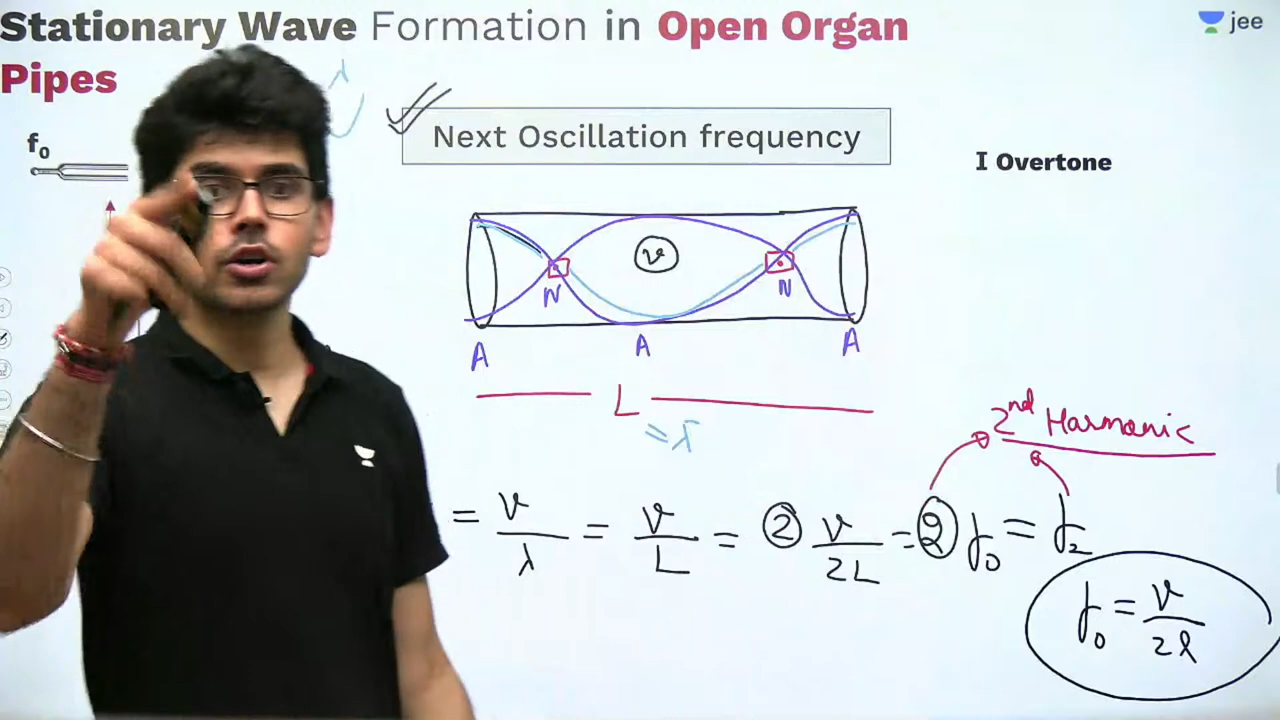 Stationary Wave Formation in Open Organ
Pipes
jee
λ
f₀
Next Oscillation frequency
I Overtone
v
N
N
A
A
A
L
= λ
2nd Harmonic
= v/λ = v/L = 2 v/2L = 2 f₀ = f₂
f₀ = v/2l